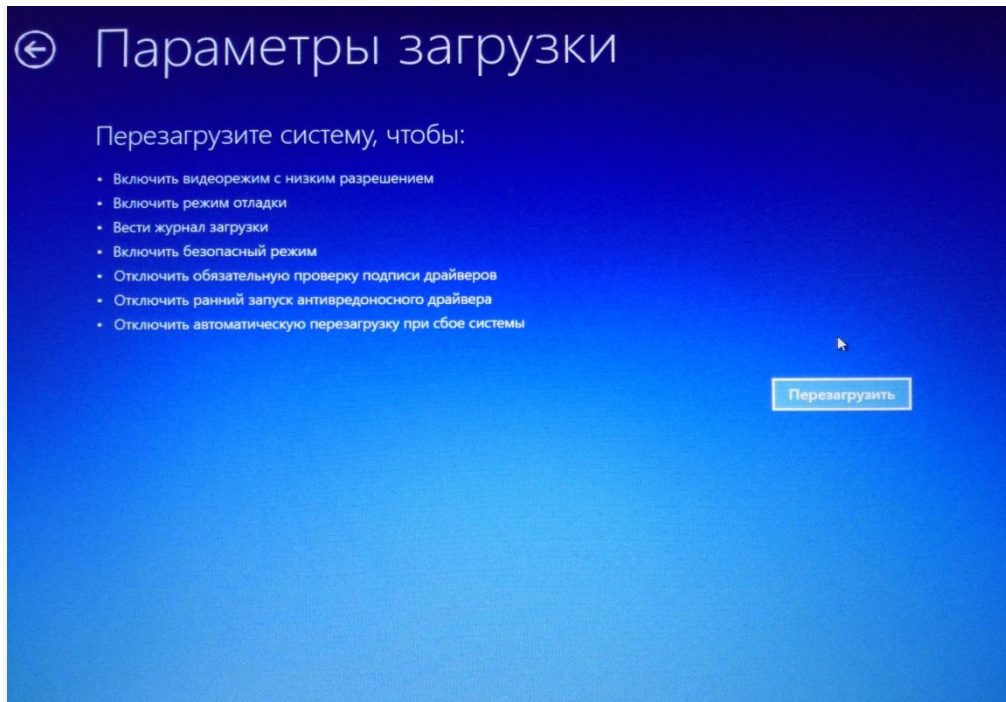 Параметры загрузки
Перезагрузите систему, чтобы:
• Включить видеорежим с низким разрешением
• Включить режим отладки
• Вести журнал загрузки
• Включить безопасный режим
• Отключить обязательную проверку подписи драйверов
• Отключить ранний запуск антивредоносного драйвера
• Отключить автоматическую перезагрузку при сбое системы
Перезагрузить